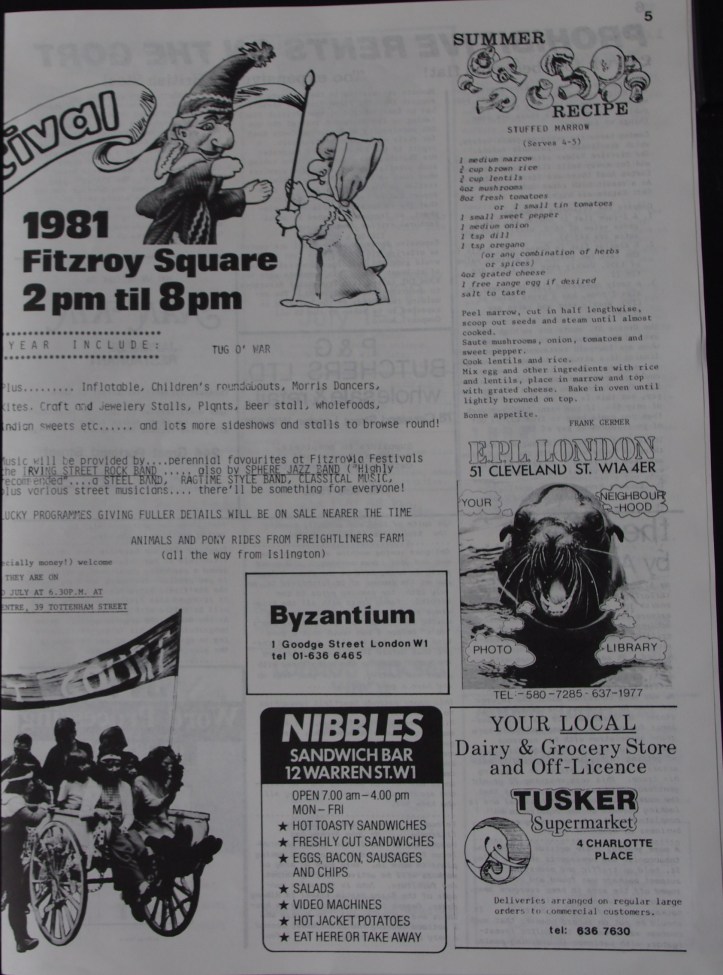 5
tival
1981
Fitzroy Square
2pm til 8pm
YEAR INCLUDE:
TUG O' WAR
Plus......... Inflatable, Children's roundabouts, Morris Dancers,
Kites. Craft and Jewelery Stalls, Plants, Beer stall, wholefoods,
Indian sweets etc...... and lots more sideshows and stalls to browse round!
Music will be provided by....perennial favourites at Fitzrovia Festivals
the IRVING STREET ROCK BAND ..... also by SPHERE JAZZ BAND ("Highly
recommended"....a STEEL BAND, RAGTIME STYLE BAND, CLASSICAL MUSIC,
plus various street musicians.... there'll be something for everyone!
LUCKY PROGRAMMES GIVING FULLER DETAILS WILL BE ON SALE NEARER THE TIME
ANIMALS AND PONY RIDES FROM FREIGHTLINERS FARM
(all the way from Islington)
ecially money!) welcome
THEY ARE ON
JULY AT 6.30P.M. AT
ENTRE, 39 TOTTENHAM STREET
SUMMER
RECIPE
STUFFED MARROW
(Serves 4-5)
1 medium marrow
cup brown rice
cup lentils
4oz mushrooms
8oz fresh tomatoes
or 1 small tin tomatoes
1 small sweet pepper
1 medium onion
1 tsp dill
1 tsp oregano
(or any combination of herbs
or spices)
4oz grated cheese
1 free range egg if desired
salt to taste
Peel marrow, cut in half lengthwise,
scoop out seeds and steam until almost
cooked.
Saute mushrooms, onion, tomatoes and
sweet pepper.
Cook lentils and rice.
Mix egg and other ingredients with rice
and lentils, place in marrow and top
with grated cheese. Bake in oven until
lightly browned on top.
Bonne appetite.
FRANK GERMER
EPL LONDON
51 CLEVELAND ST. W1A 4ER
YOUR
NEIGHBOUR
-HOOD
PHOTO
LIBRARY
TEL-580-7285-637-1977
Byzantium
1 Goodge Street London W1
tel 01-636 6465
NIBBLES
SANDWICH BAR
12 WARREN ST. W1
OPEN 7.00 am – 4.00 pm
MON – FRI
★ HOT TOASTY SANDWICHES
★ FRESHLY CUT SANDWICHES
★ EGGS, BACON, SAUSAGES
AND CHIPS
★ SALADS
★ VIDEO MACHINES
★ HOT JACKET POTATOES
★ EAT HERE OR TAKE AWAY
YOUR LOCAL
Dairy & Grocery Store
and Off-Licence
TUSKER
Supermarket
4 CHARLOTTE
PLACE
Deliveries arranged on regular large
orders to commercial customers.
tel: 636 7630